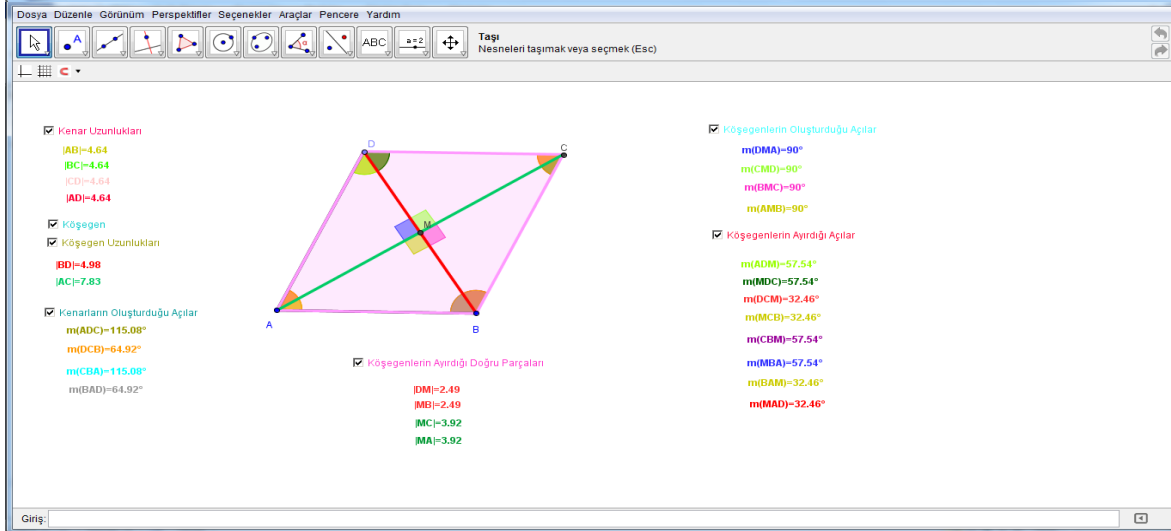 Dosya Düzenle Görünüm Perspektifler Seçenekler Araçlar Pencere Yardım
A
ABC
a=2
Taşı
Nesneleri taşımak veya seçmek (Esc)
Kenar Uzunlukları
|AB|=4.64
|BC|=4.64
|CD|=4.64
|AD|=4.64
Köşegen
Köşegen Uzunlukları
|BD|=4.98
|AC|=7.83
Kenarların Oluşturduğu Açılar
m(ADC)=115.08°
m(DCB)=64.92°
m(CBA)=115.08°
m(BAD)=64.92°
D
C
M
A
B
Köşegenlerin Ayırdığı Doğru Parçaları
|DM|=2.49
|MB|=2.49
|MC|=3.92
|MA|=3.92
Köşegenlerin Oluşturduğu Açılar
m(DMA)=90°
m(CMD)=90°
m(BMC)=90°
m(AMB)=90°
Köşegenlerin Ayırdığı Açılar
m(ADM)=57.54°
m(MDC)=57.54°
m(DCM)=32.46°
m(MCB)=32.46°
m(CBM)=57.54°
m(MBA)=57.54°
m(BAM)=32.46°
m(MAD)=32.46°
Giriş: